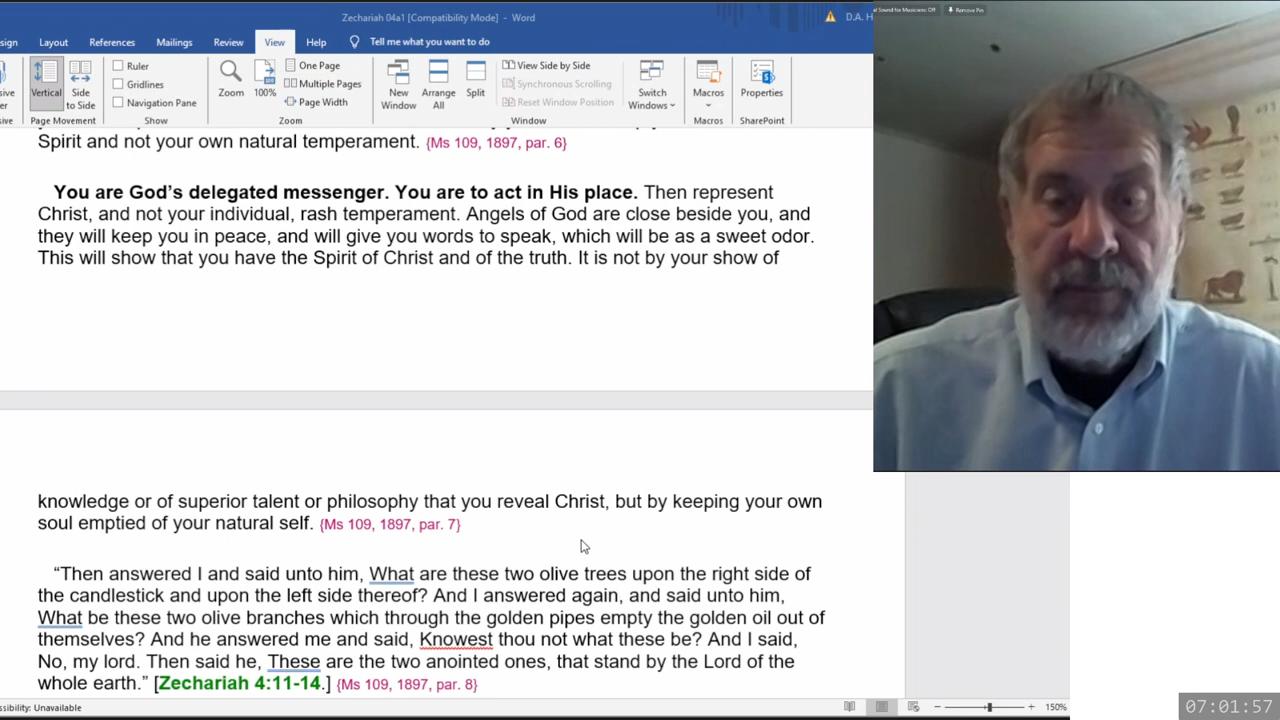 Zechariah 04a1 [Compatibility Mode] - Word
D.A. H
al Sound for Musicians: Off
Remove Pin
sign
Layout
References
Mailings
Review
View
Help
Tell me what you want to do
Vertical
Side to Side
Page Movement
Ruler
Gridlines
Navigation Pane
Show
Zoom
100%
One Page
Multiple Pages
Page Width
Zoom
New Window
Arrange All
Split
View Side by Side
Synchronous Scrolling
Reset Window Position
Window
Switch Windows
Macros
Macros
Properties
SharePoint
Spirit and not your own natural temperament. {Ms 109, 1897, par. 6}
You are God’s delegated messenger. You are to act in His place. Then represent
Christ, and not your individual, rash temperament. Angels of God are close beside you, and
they will keep you in peace, and will give you words to speak, which will be as a sweet odor.
This will show that you have the Spirit of Christ and of the truth. It is not by your show of
knowledge or of superior talent or philosophy that you reveal Christ, but by keeping your own
soul emptied of your natural self. {Ms 109, 1897, par. 7}
“Then answered I and said unto him, What are these two olive trees upon the right side of
the candlestick and upon the left side thereof? And I answered again, and said unto him,
What be these two olive branches which through the golden pipes empty the golden oil out of
themselves? And he answered me and said, Knowest thou not what these be? And I said,
No, my lord. Then said he, These are the two anointed ones, that stand by the Lord of the
whole earth.” [Zechariah 4:11-14.] {Ms 109, 1897, par. 8}
ssibility: Unavailable
150%
07:01:57